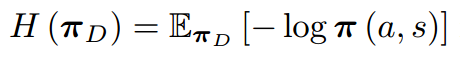 H (π_D) = 𝔼_{π_D} [− log π (a, s)]